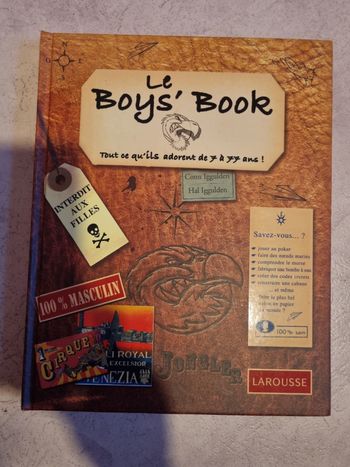 N
O
E
Le
Boys' Book
Tout ce qu'ils adorent de 7 à 77 ans !
Conn Iggulden
Hal Iggulden
INTERDIT
AUX
FILLES
Savez-vous... ?
jouer au poker
faire des nœuds marins
comprendre le morse
fabriquer une bombe à eau
créer des codes secrets
construire une cabane
... et même
faire le plus bel
avion en papier
du monde ?
100%
100 % MASCULIN
1
CIRQUE
LI ROYAL
EXCELSIOR
VENEZIA
JUNGLE
LAROUSSE